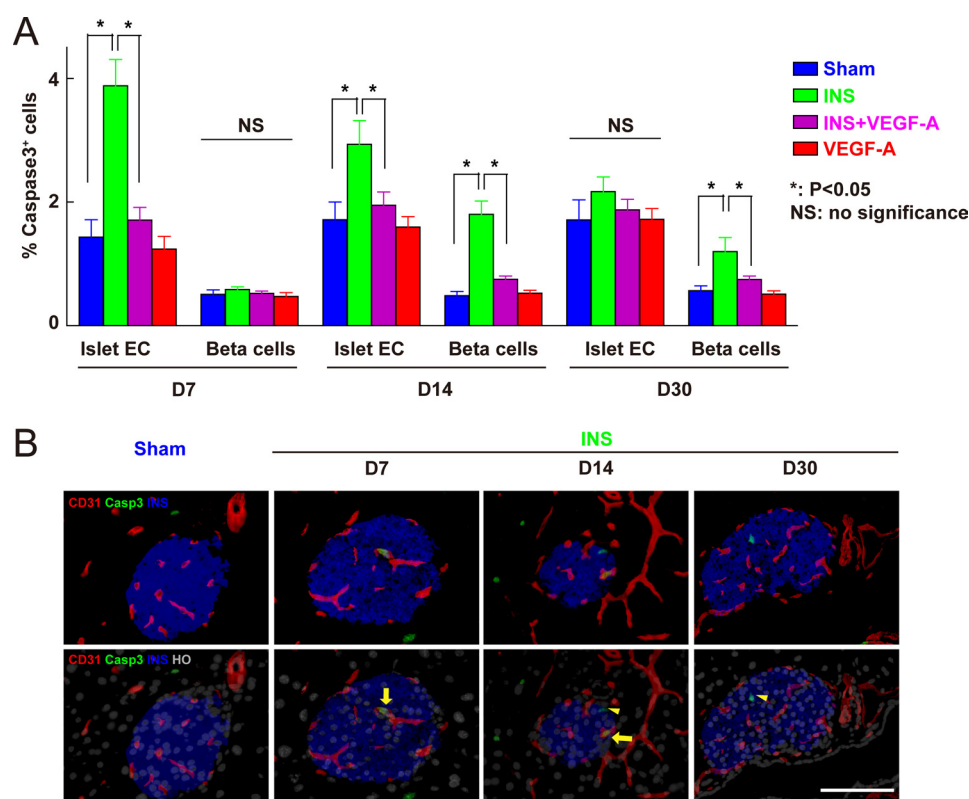 A
% Caspase3+ cells
4
2
0
* *
NS
* *
* *
NS
* *
Sham
INS
INS+VEGF-A
VEGF-A
*: P<0.05
NS: no significance
Islet EC Beta cells Islet EC Beta cells Islet EC Beta cells
D7 D14 D30
B
Sham INS
D7 D14 D30
CD31 Casp3 INS
CD31 Casp3 INS HO